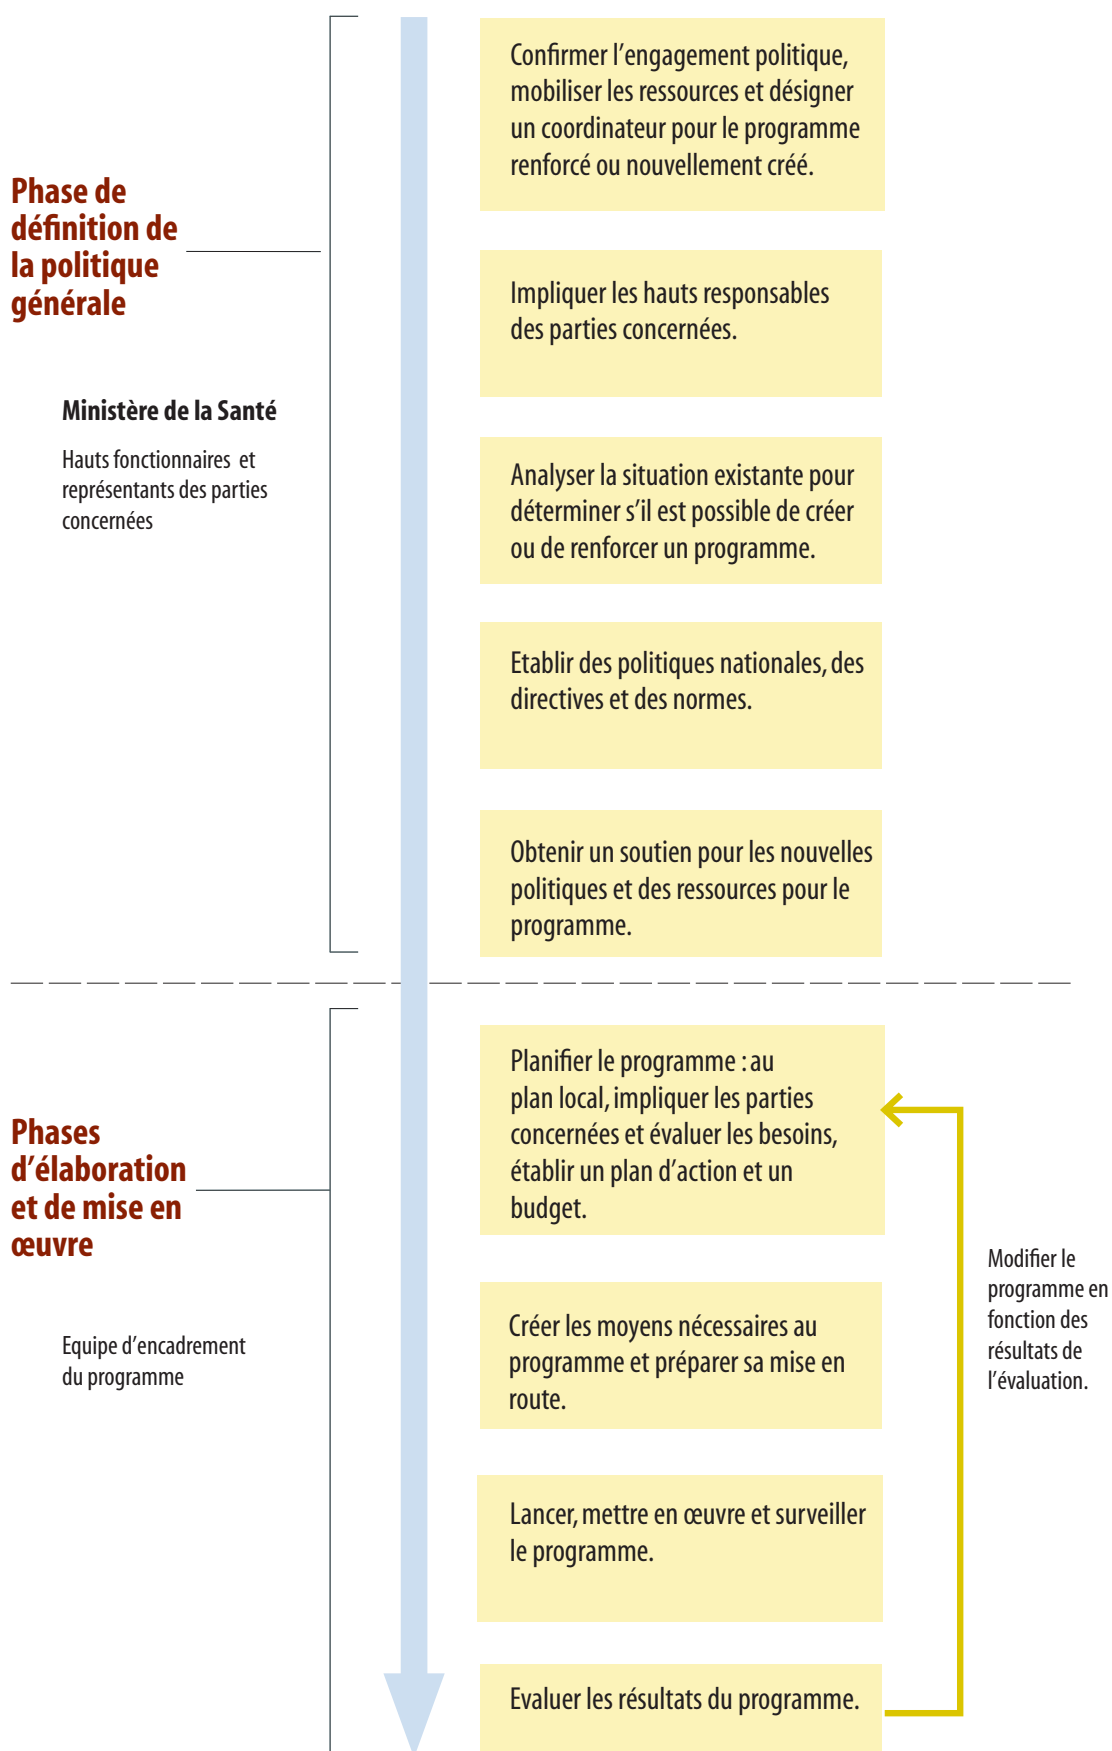 Phase de
définition de
la politique
générale
Ministère de la Santé
Hauts fonctionnaires et
représentants des parties
concernées
Confirmer l’engagement politique,
mobiliser les ressources et désigner
un coordinateur pour le programme
renforcé ou nouvellement créé.
Impliquer les hauts responsables
des parties concernées.
Analyser la situation existante pour
déterminer s’il est possible de créer
ou de renforcer un programme.
Etablir des politiques nationales, des
directives et des normes.
Obtenir un soutien pour les nouvelles
politiques et des ressources pour le
programme.
Phases
d’élaboration
et de mise en
œuvre
Equipe d’encadrement
du programme
Planifier le programme : au
plan local, impliquer les parties
concernées et évaluer les besoins,
établir un plan d’action et un
budget.
Créer les moyens nécessaires au
programme et préparer sa mise en
route.
Lancer, mettre en œuvre et surveiller
le programme.
Evaluer les résultats du programme.
Modifier le
programme en
fonction des
résultats de
l’évaluation.